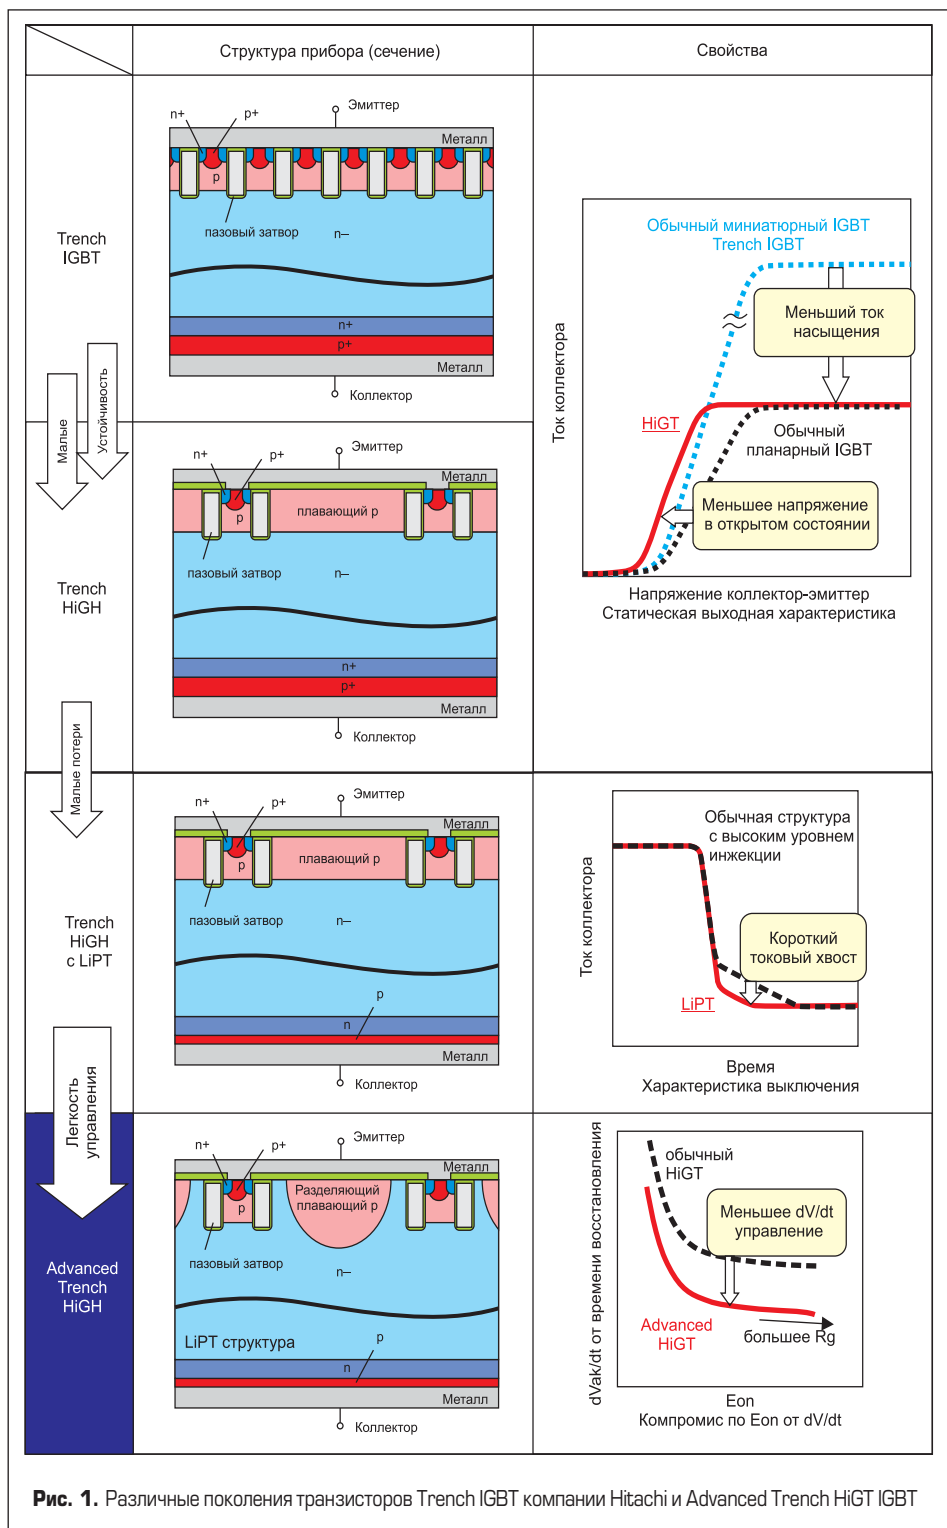 Структура прибора (сечение)
Свойства
Trench
IGBT
n+
p+
Эмиттер
Металл
p
пазовый затвор
n–
n+
p+
Металл
Коллектор
Обычный миниатюрный IGBT
Trench IGBT
Меньший ток
насыщения
HiGT
Обычный
планарный IGBT
Меньшее напряжение
в открытом состоянии
Ток коллектора
Напряжение коллектор-эмиттер
Статическая выходная характеристика
Малые
Устойчивость
Trench
HiGH
n+
p+
Эмиттер
Металл
p
плавающий p
пазовый затвор
n–
n+
p+
Металл
Коллектор
Малые потери
Trench
HiGH
с LiPT
n+
p+
Эмиттер
Металл
p
плавающий p
пазовый затвор
n–
p
n
Металл
Коллектор
Ток коллектора
Обычная структура
с высоким уровнем
инжекции
Короткий
токовый хвост
LiPT
Время
Характеристика выключения
Легкость
управления
Advanced
Trench
HiGH
n+
p+
Эмиттер
Металл
p
Разделяющий
плавающий p
пазовый затвор
n–
LiPT структура
p
n
Металл
Коллектор
dVak/dt от времени восстановления
обычный
HiGT
Меньшее dV/dt
управление
Advanced
HiGT
большее Rg
Eon
Компромис по Eon от dV/dt
Рис. 1. Различные поколения транзисторов Trench IGBT компании Hitachi и Advanced Trench HiGT IGBT